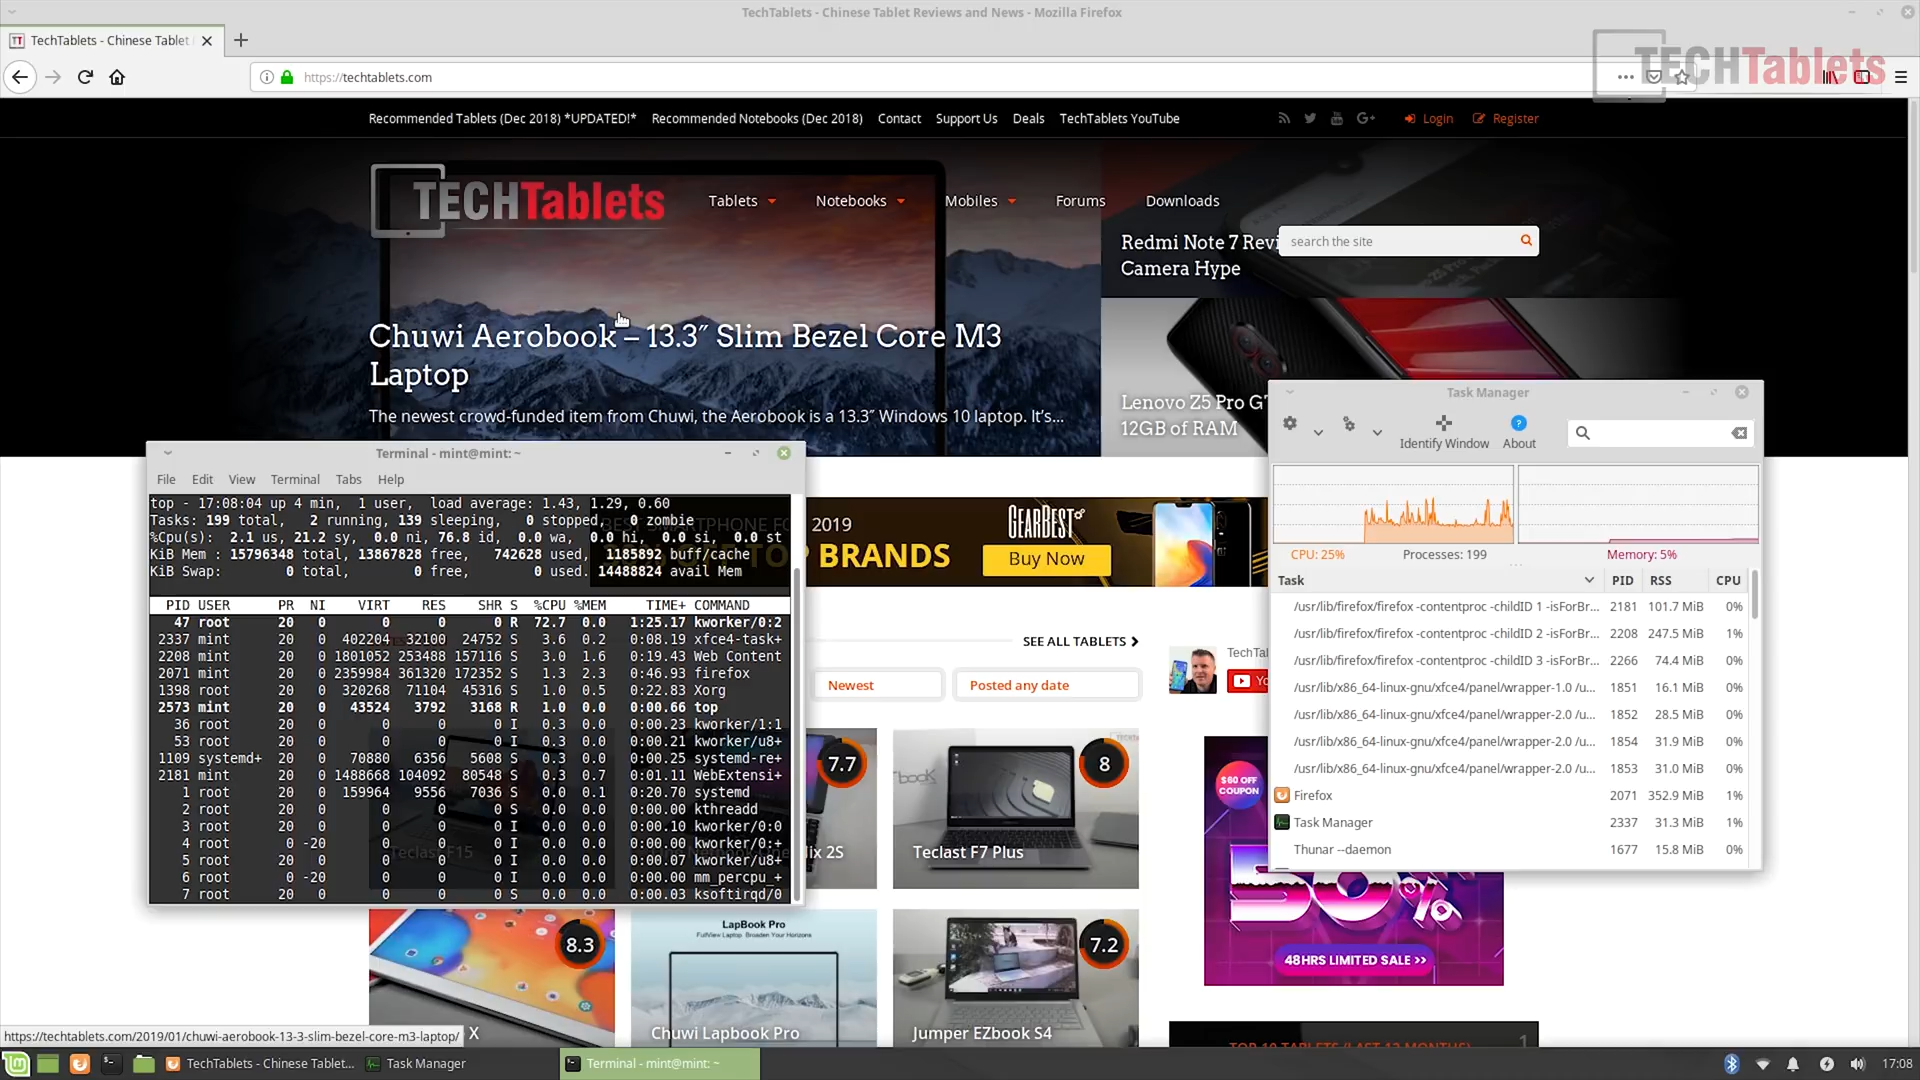 TechTablets - Chinese Tablet Reviews and News - Mozilla Firefox
TT TechTablets - Chinese Tablet
https://techtablets.com
TECHTablets
Recommended Tablets (Dec 2018) *UPDATED!* Recommended Notebooks (Dec 2018) Contact Support Us Deals TechTablets YouTube Login Register
TECHTablets
Tablets Notebooks Mobiles Forums Downloads
search the site
Redmi Note 7 Revi
Camera Hype
Chuwi Aerobook – 13.3″ Slim Bezel Core M3
Laptop
The newest crowd-funded item from Chuwi, the Aerobook is a 13.3″ Windows 10 laptop. It's...
Lenovo Z5 Pro GT
12GB of RAM
Terminal - mint@mint: ~
File Edit View Terminal Tabs Help
top - 17:08:04 up 4 min, 1 user, load average: 1.43, 1.29, 0.60
Tasks: 199 total, 2 running, 139 sleeping, 0 stopped, 0 zombie
%Cpu(s): 2.1 us, 21.2 sy, 0.0 ni, 76.8 id, 0.0 wa, 0.0 hi, 0.0 si, 0.0 st
KiB Mem : 15796348 total, 13867828 free, 742628 used, 1185892 buff/cache
KiB Swap: 0 total, 0 free, 0 used. 14488824 avail Mem
PID USER PR NI VIRT RES SHR S %CPU %MEM TIME+ COMMAND
47 root 20 0 0 0 0 R 72.7 0.0 1:25.17 kworker/0:2
2337 mint 20 0 402204 32100 24752 S 3.6 0.2 0:08.19 xfce4-task+
2208 mint 20 0 1801052 253488 157116 S 3.0 1.6 0:19.43 Web Content
2071 mint 20 0 2359984 361320 172352 S 1.3 2.3 0:46.93 firefox
1398 root 20 0 320268 71104 45316 S 1.0 0.5 0:22.83 Xorg
2573 mint 20 0 43524 3792 3168 R 1.0 0.0 0:00.66 top
36 root 20 0 0 0 0 I 0.3 0.0 0:00.23 kworker/1:1
53 root 20 0 0 0 0 I 0.3 0.0 0:00.21 kworker/u8+
1109 systemd+ 20 0 70880 6356 5608 S 0.3 0.0 0:00.25 systemd-re+
2181 mint 20 0 1488668 104092 80548 S 0.3 0.7 0:01.11 WebExtensi+
1 root 20 0 159964 9556 7036 S 0.0 0.1 0:20.70 systemd
2 root 20 0 0 0 0 S 0.0 0.0 0:00.00 kthreadd
3 root 20 0 0 0 0 I 0.0 0.0 0:00.10 kworker/0:0
4 root 0 -20 0 0 0 I 0.0 0.0 0:00.00 kworker/0:+
5 root 20 0 0 0 0 I 0.0 0.0 0:00.07 kworker/u8+
6 root 0 -20 0 0 0 I 0.0 0.0 0:00.00 mm_percpu_+
7 root 20 0 0 0 0 S 0.0 0.0 0:00.03 ksoftirqd/0
2019
BRANDS
GEARBEST
Buy Now
SEE ALL TABLETS
Newest
Posted any date
TechTal
Yo
7.7
ix 2S
8
Teclast F7 Plus
Teclast F15
8.3
X
LapBook Pro
FullView Laptop. Broaden Your Horizons
Chuwi Lapbook Pro
7.2
Jumper EZbook S4
Task Manager
Identify Window
About
CPU: 25% Processes: 199 Memory: 5%
Task PID RSS CPU
/usr/lib/firefox/firefox -contentproc -childID 1 -isForBr... 2181 101.7 MiB 0%
/usr/lib/firefox/firefox -contentproc -childID 2 -isForBr... 2208 247.5 MiB 1%
/usr/lib/firefox/firefox -contentproc -childID 3 -isForBr... 2266 74.4 MiB 0%
/usr/lib/x86_64-linux-gnu/xfce4/panel/wrapper-1.0 /u... 1851 16.1 MiB 0%
/usr/lib/x86_64-linux-gnu/xfce4/panel/wrapper-2.0 /u... 1852 28.5 MiB 0%
/usr/lib/x86_64-linux-gnu/xfce4/panel/wrapper-2.0 /u... 1854 31.9 MiB 0%
/usr/lib/x86_64-linux-gnu/xfce4/panel/wrapper-2.0 /u... 1853 31.0 MiB 0%
Firefox 2071 352.9 MiB 1%
Task Manager 2337 31.3 MiB 1%
Thunar --daemon 1677 15.8 MiB 0%
$60 OFF
COUPON
50%
48HRS LIMITED SALE >>
TOP 10 TABLETS (LAST 12 MONTHS)
https://techtablets.com/2019/01/chuwi-aerobook-13-3-slim-bezel-core-m3-laptop/
TechTablets - Chinese Tablet... Task Manager Terminal - mint@mint: ~ 17:08